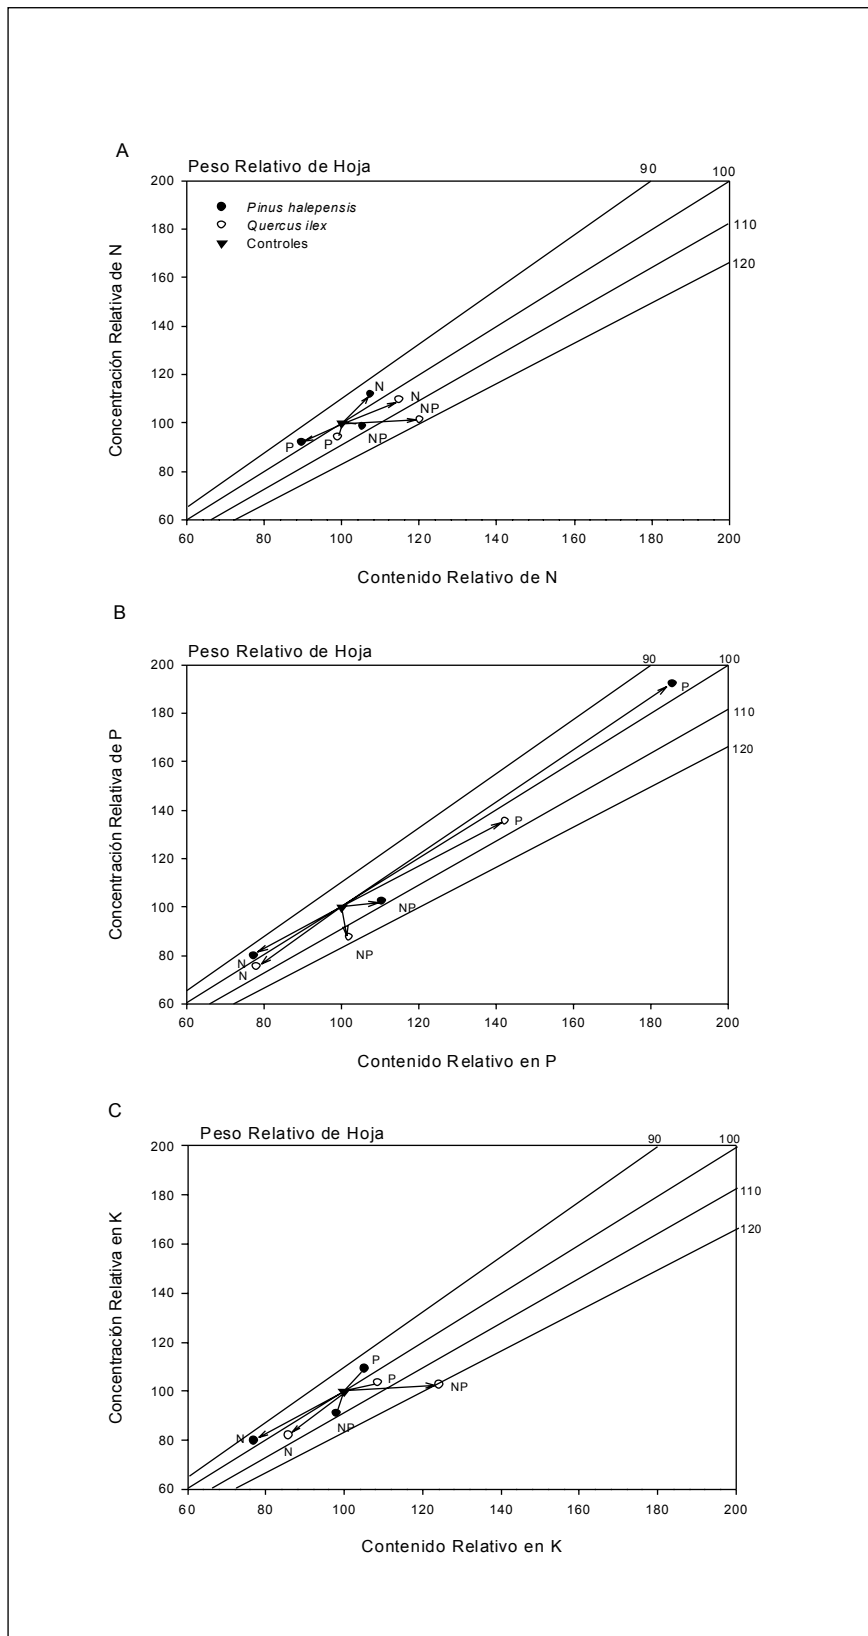 A
Peso Relativo de Hoja
90
100
200
Pinus halepensis
Quercus ilex
Controles
180
110
160
120
140
120
100
80
60
N
N
NP
P
P
NP
Concentración Relativa de N
60 80 100 120 140 160 180 200
Contenido Relativo de N
B
Peso Relativo de Hoja
90
100
200
P
180
110
160
120
140
P
120
100
NP
80
N
N
NP
60
Concentración Relativa de P
60 80 100 120 140 160 180 200
Contenido Relativo en P
C
Peso Relativo de Hoja
90
100
200
180
110
160
120
140
120
P
P
100
NP
80
N
NP
N
60
Concentración Relativa en K
60 80 100 120 140 160 180 200
Contenido Relativo en K